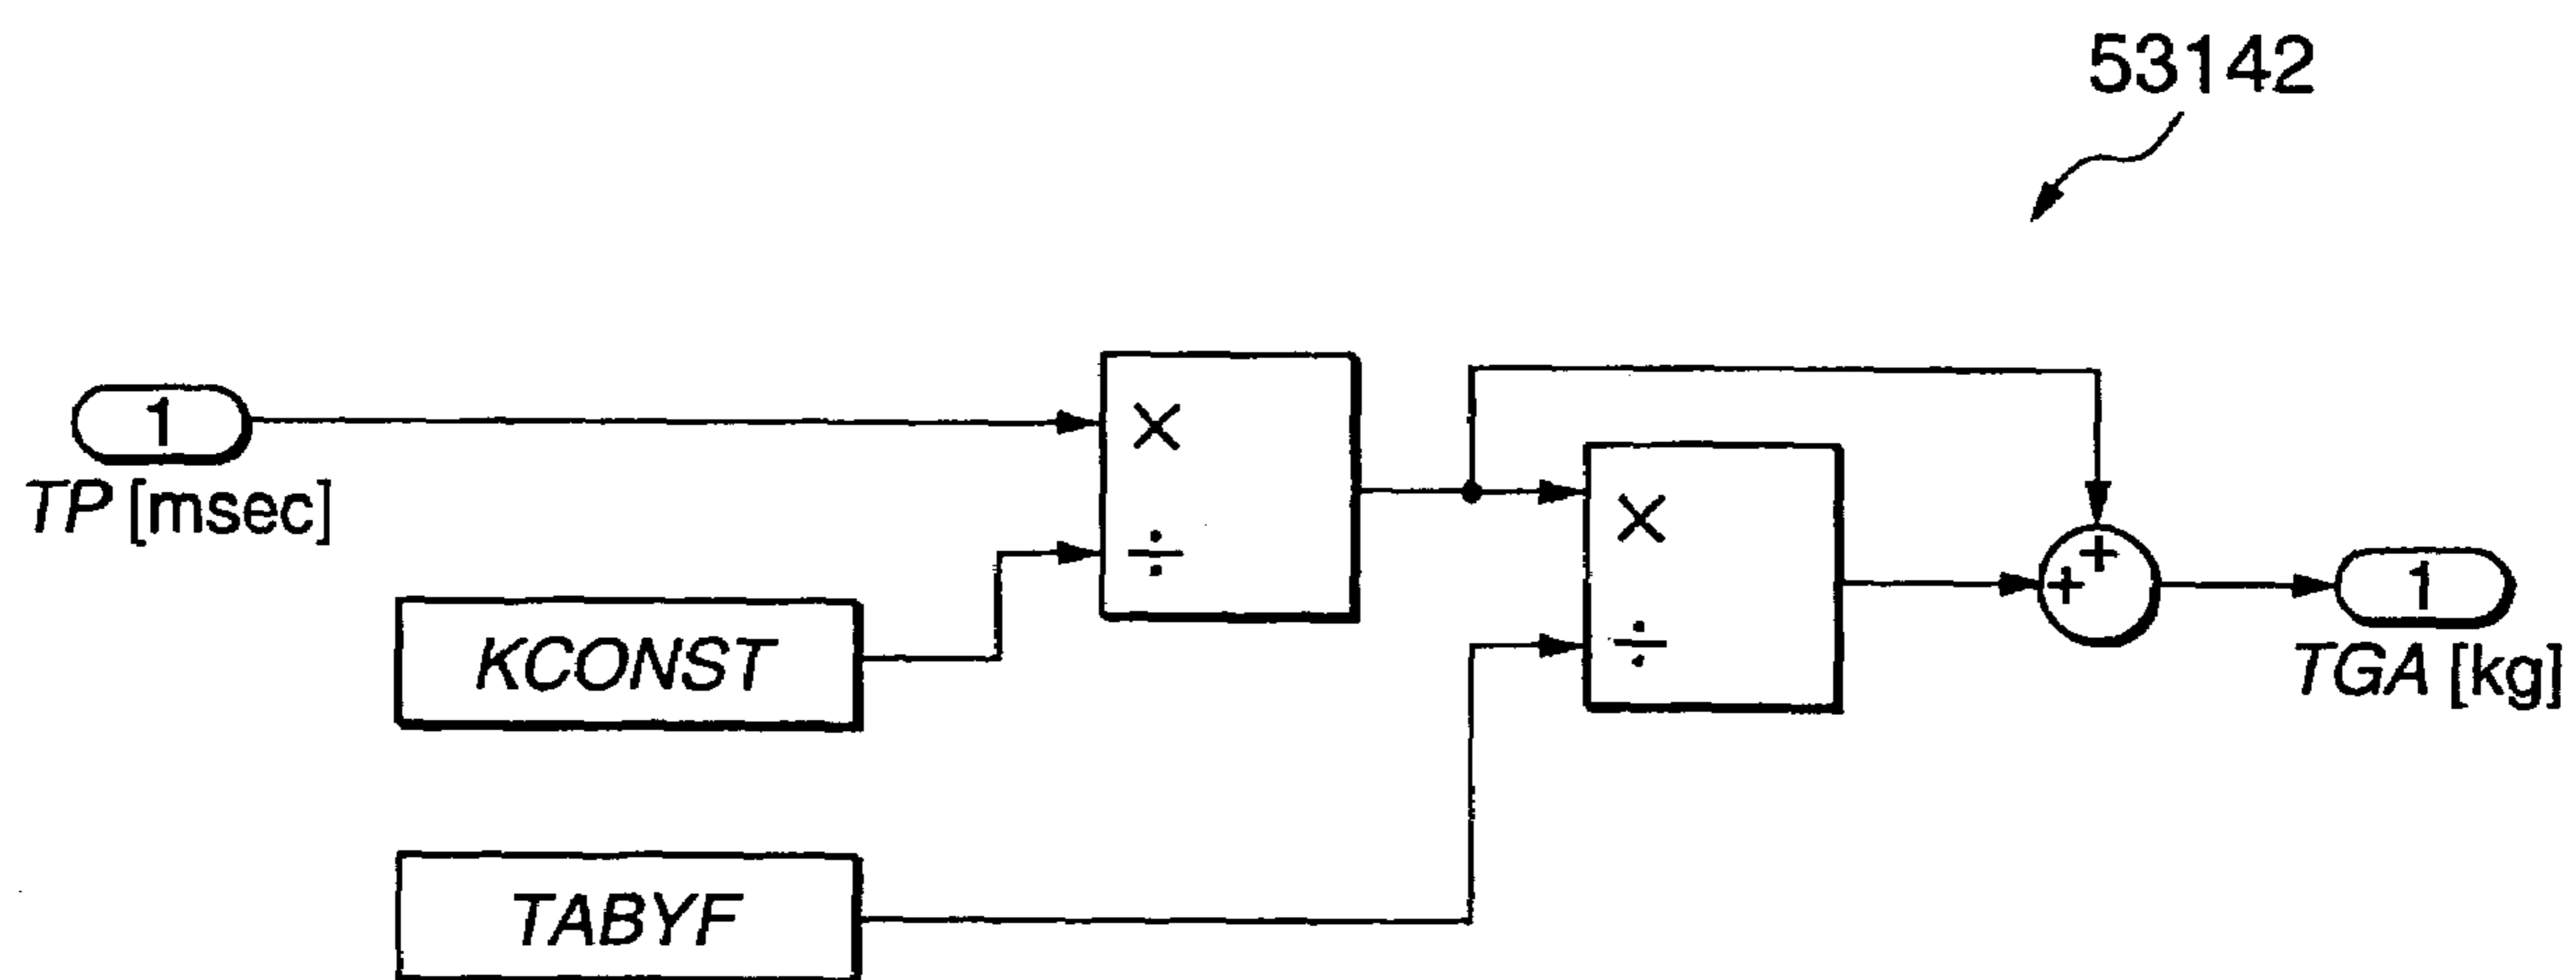 53142
1
TP [msec]
×
÷
KCONST
×
÷
TABYF
+
+
1
TGA [kg]